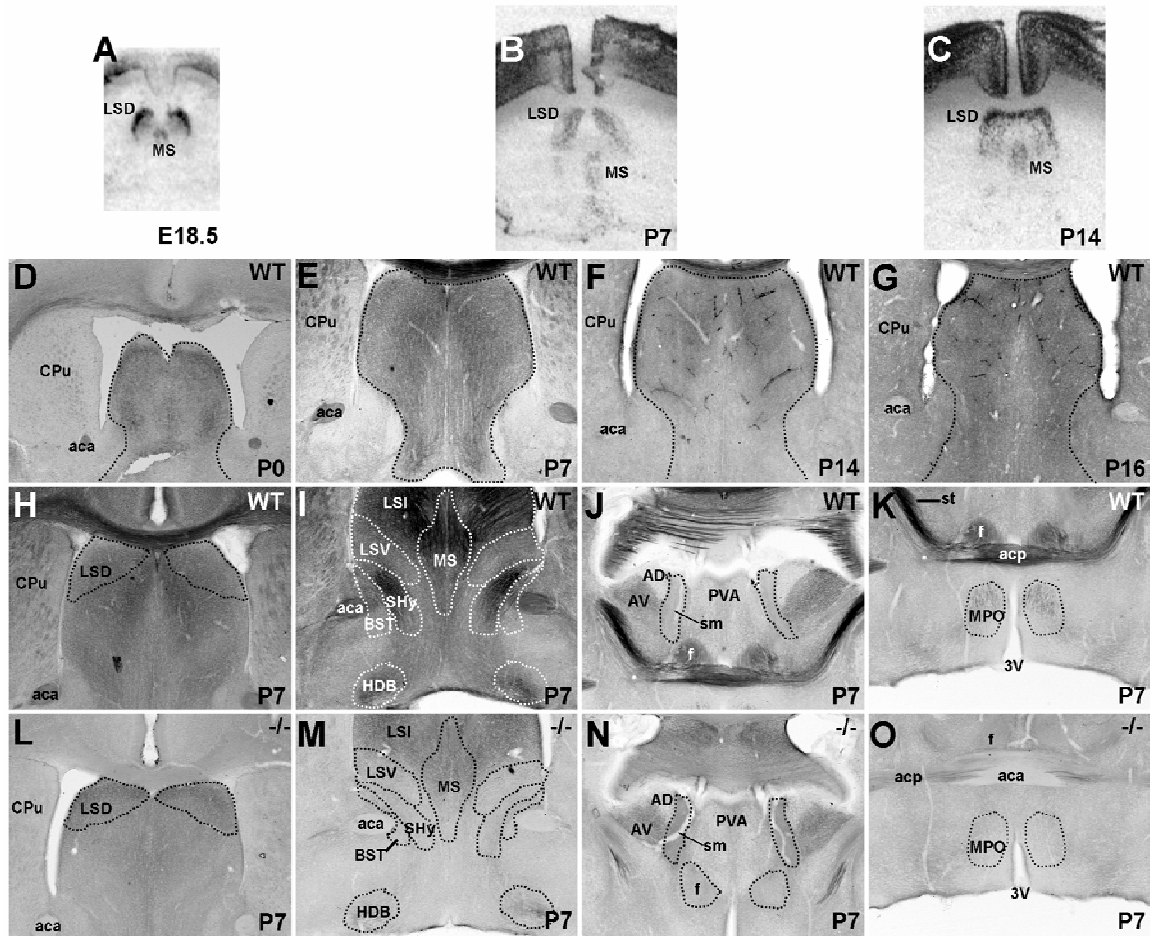 A
LSD
MS
E18.5
B
LSD
MS
P7
C
LSD
MS
P14
D
WT
CPu
aca
P0
E
WT
CPu
aca
P7
F
WT
CPu
aca
P14
G
WT
CPu
aca
P16
H
WT
LSD
CPu
aca
P7
I
WT
LSI
LSV
MS
aca
SHy
BST
HDB
P7
J
WT
AD
AV
PVA
sm
f
P7
K
st
WT
f
acp
MPO
3V
P7
L
-/-
CPu
LSD
aca
P7
M
-/-
LSI
LSV
MS
aca
SHy
BST
HDB
P7
N
-/-
AD
AV
PVA
sm
f
P7
O
-/-
f
acp
aca
MPO
3V
P7